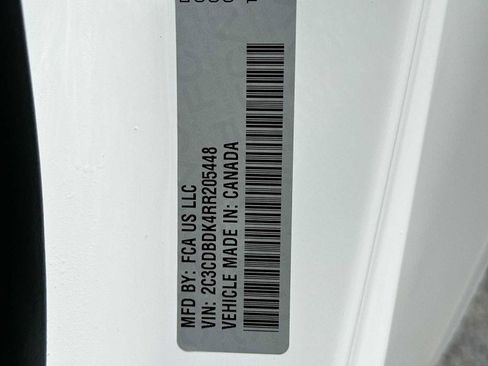 MFD BY: FCA US LLC
VIN: 2C3CDBDK4RR205448
VEHICLE MADE IN: CANADA